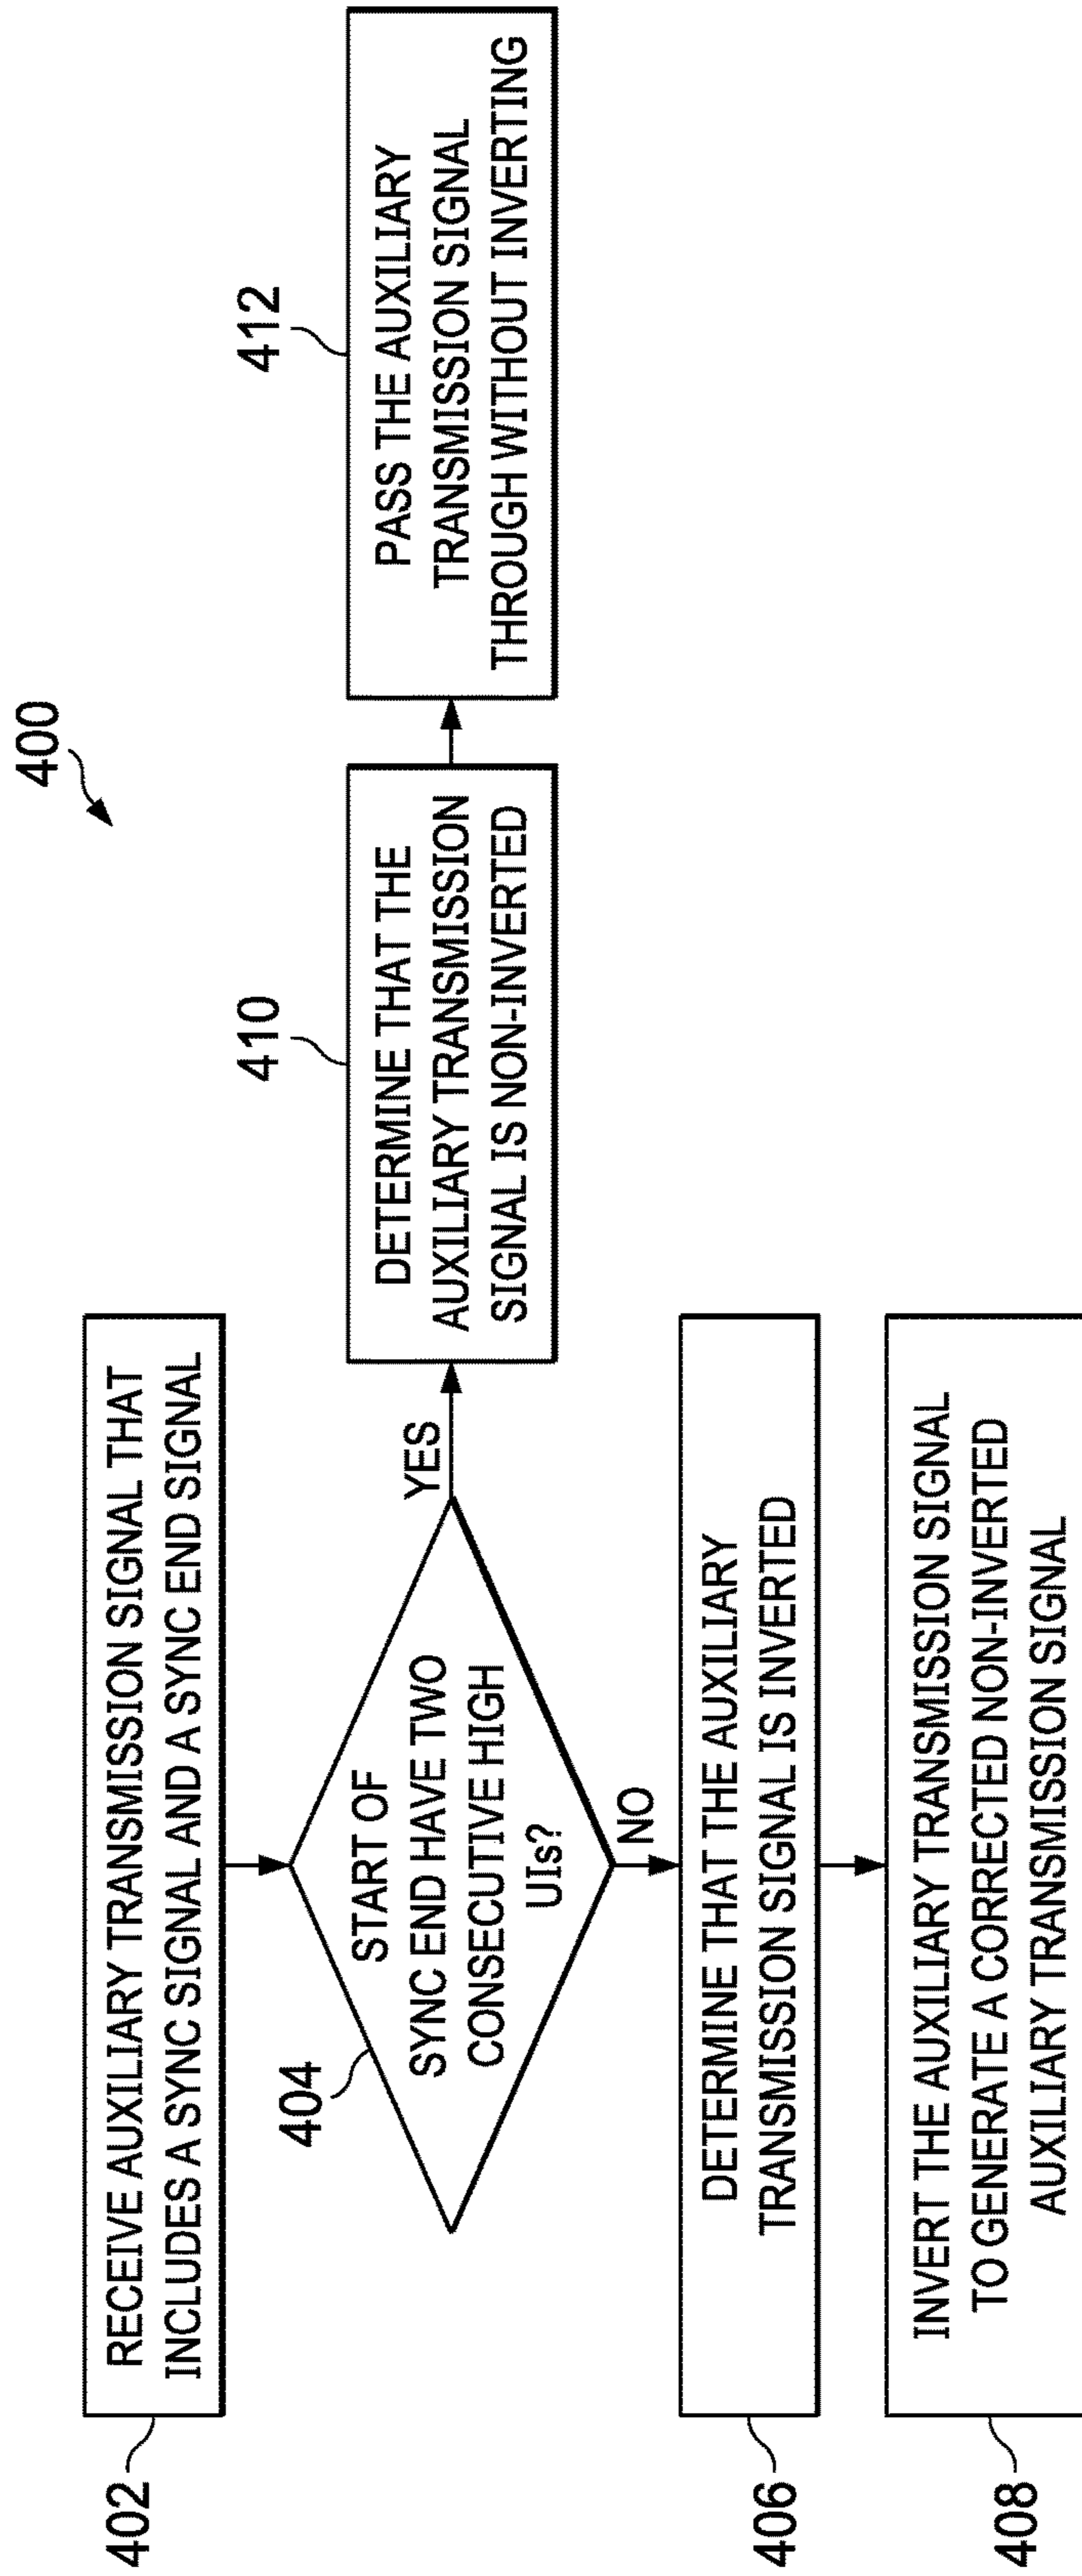 400
402
RECEIVE AUXILIARY TRANSMISSION SIGNAL THAT
INCLUDES A SYNC SIGNAL AND A SYNC END SIGNAL
404
START OF
SYNC END HAVE TWO
CONSECUTIVE HIGH
UIs?
YES
410
DETERMINE THAT THE
AUXILIARY TRANSMISSION
SIGNAL IS NON-INVERTED
412
PASS THE AUXILIARY
TRANSMISSION SIGNAL
THROUGH WITHOUT INVERTING
NO
406
DETERMINE THAT THE AUXILIARY
TRANSMISSION SIGNAL IS INVERTED
408
INVERT THE AUXILIARY TRANSMISSION SIGNAL
TO GENERATE A CORRECTED NON-INVERTED
AUXILIARY TRANSMISSION SIGNAL